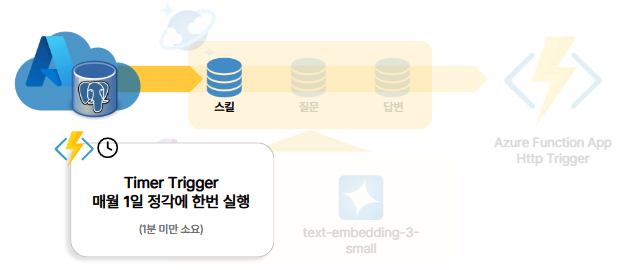 스킬
질문
답변
Azure Function App
Http Trigger
Timer Trigger
매월 1일 정각에 한번 실행
(1분 미만 소요)
text-embedding-3-
small